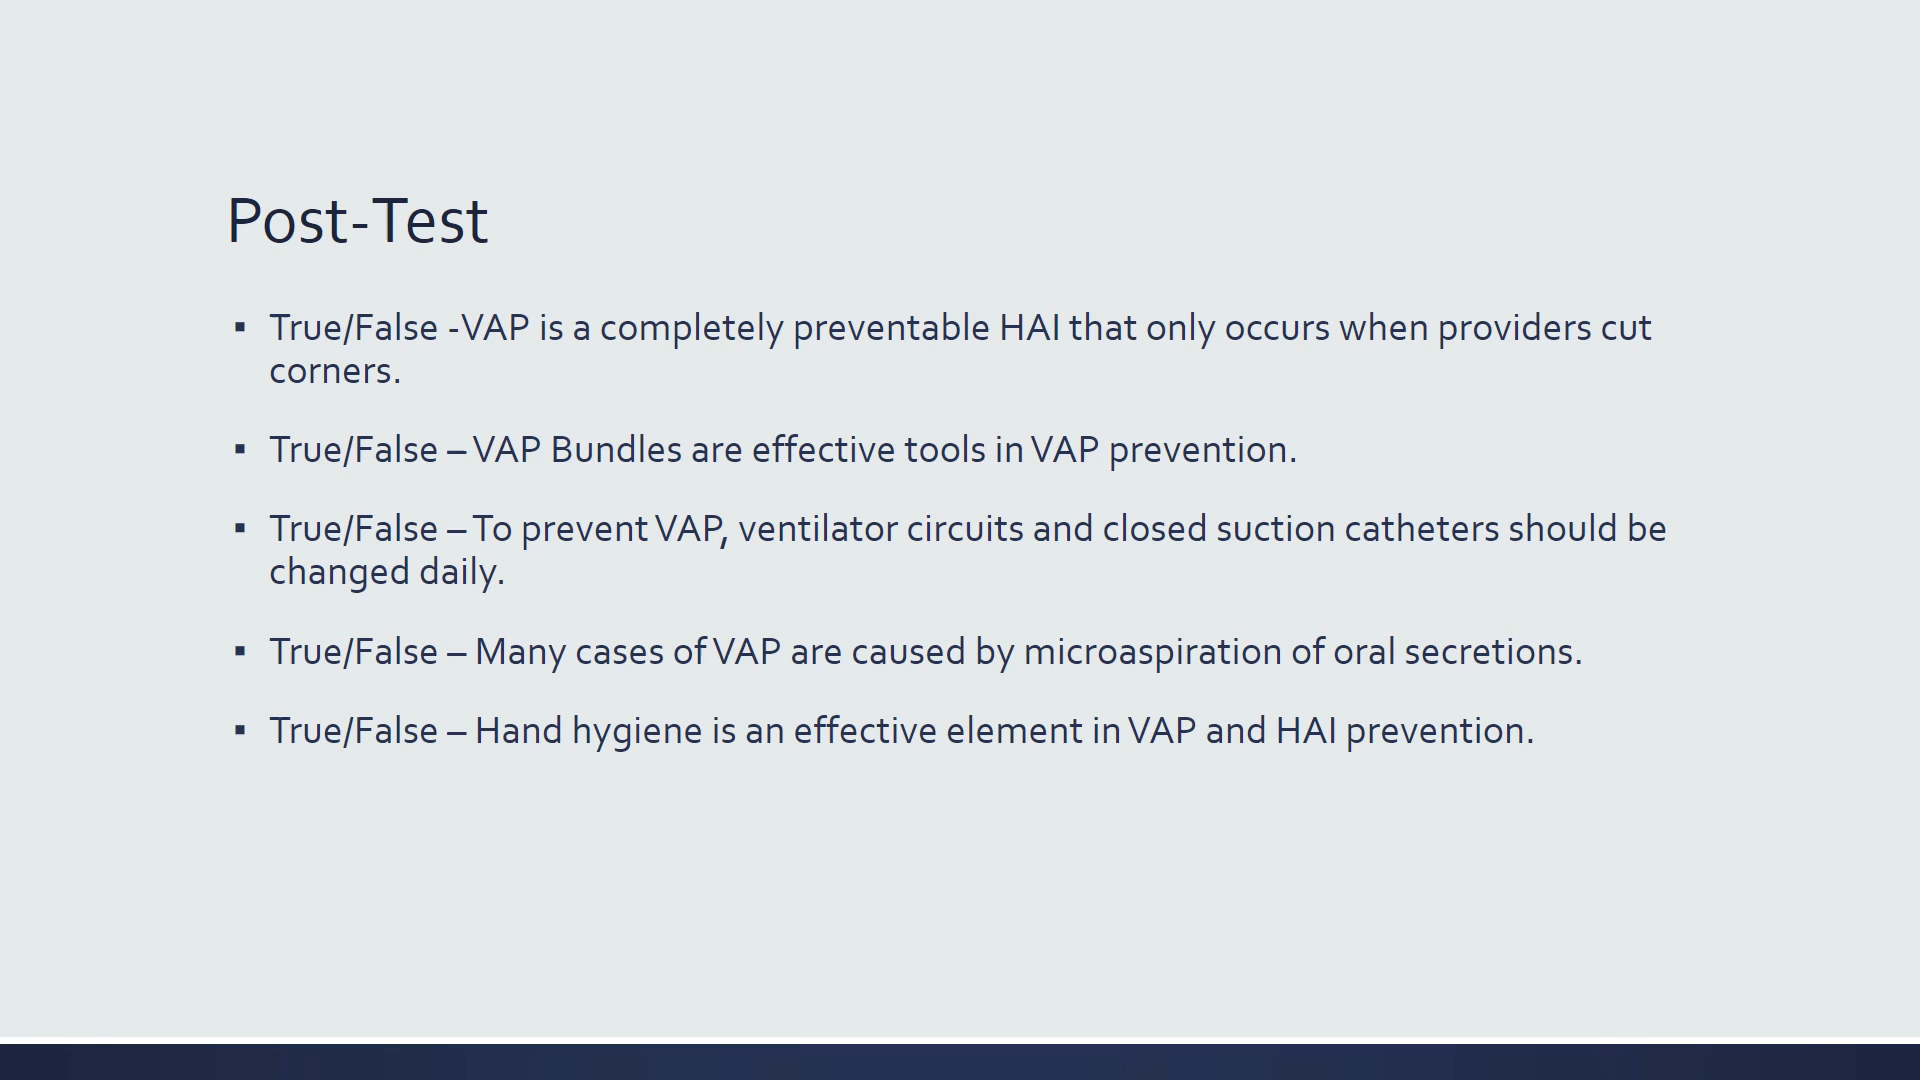 Post-Test
▪ True/False -VAP is a completely preventable HAI that only occurs when providers cut
corners.
▪ True/False – VAP Bundles are effective tools in VAP prevention.
▪ True/False – To prevent VAP, ventilator circuits and closed suction catheters should be
changed daily.
▪ True/False – Many cases of VAP are caused by microaspiration of oral secretions.
▪ True/False – Hand hygiene is an effective element in VAP and HAI prevention.